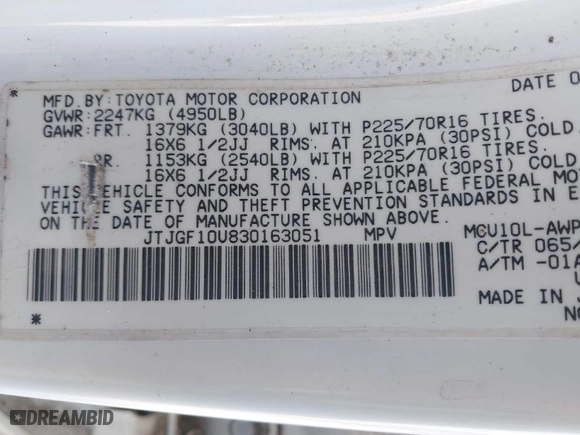 DATE O
MFD. BY: TOYOTA MOTOR CORPORATION
GVWR: 2247KG (4950LB)
GAWR: FRT. 1379KG (3040LB) WITH P225/70R16 TIRES.
16X6 1/2JJ RIMS. AT 210KPA (30PSI) COLD
RR. 1153KG (2540LB) WITH P225/70R16 TIRES.
16X6 1/2JJ RIMS. AT 210KPA (30PSI) COLD
THIS VEHICLE CONFORMS TO ALL APPLICABLE FEDERAL MO
VEHICLE SAFETY AND THEFT PREVENTION STANDARDS IN E
ON THE DATE OF MANUFACTURE SHOWN ABOVE.
JTJGF10U830163051 MPV MCU10L-AWP
C/TR 065/
A/TM -01A
MADE IN J
NO
* *
DREAMBID